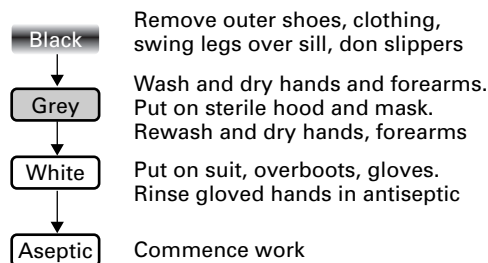 Black
Remove outer shoes, clothing,
swing legs over sill, don slippers
Grey
Wash and dry hands and forearms.
Put on sterile hood and mask.
Rewash and dry hands, forearms
White
Put on suit, overboots, gloves.
Rinse gloved hands in antiseptic
Aseptic
Commence work